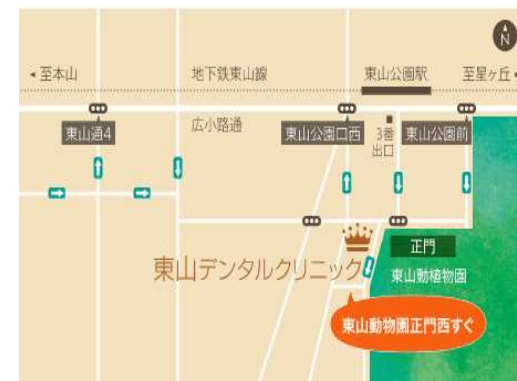 N
至本山
地下鉄東山線
東山公園駅
至星ヶ丘
東山通4
広小路通
東山公園口西
3番
出口
東山公園前
正門
東山動植物園
東山デンタルクリニック
東山動物園正門西すぐ